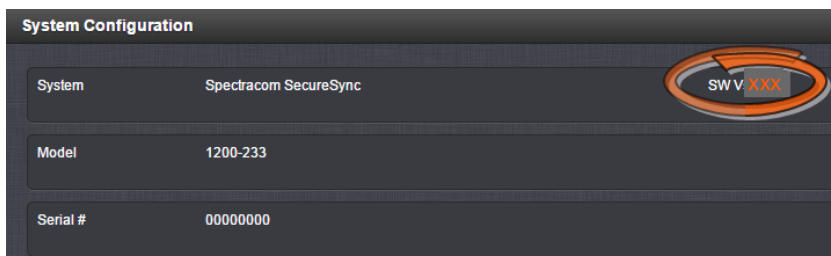 System Configuration
System Spectracom SecureSync SW V XXX
Model 1200-233
Serial # 00000000